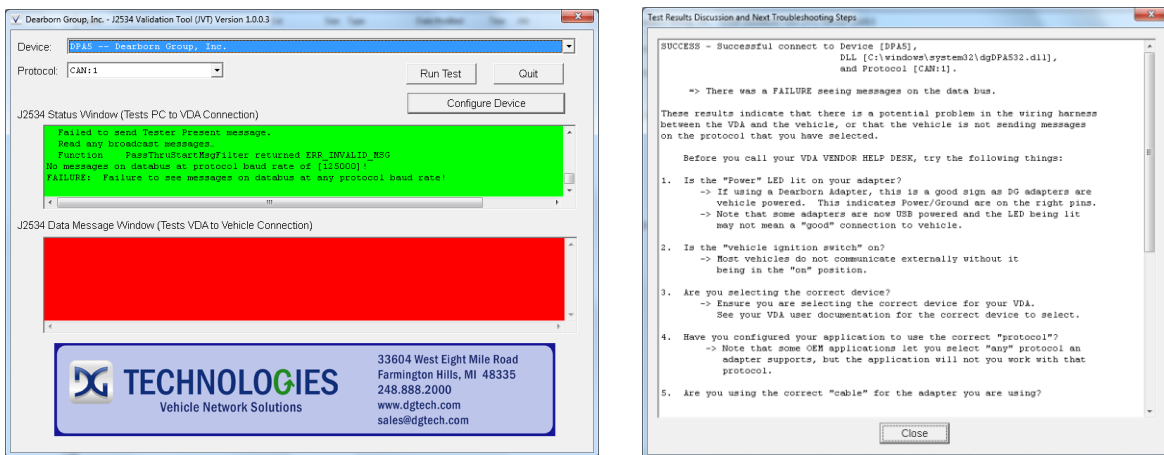 Dearborn Group, Inc. - J2534 Validation Tool (JVT) Version 1.0.0.3
Device:
DPA5 -- Dearborn Group, Inc.
Protocol:
CAN:1
Run Test
Quit
Configure Device
J2534 Status Window (Tests PC to VDA Connection)
Failed to send Tester Present message.
Read any broadcast messages…
Function PassThruStartMsgFilter returned ERR_INVALID_MSG
No messages on databus at protocol baud rate of [125000]!
FAILURE: Failure to see messages on databus at any protocol baud rate!
J2534 Data Message Window (Tests VDA to Vehicle Connection)
DG TECHNOLOGIES
Vehicle Network Solutions
33604 West Eight Mile Road
Farmington Hills, MI 48335
248.888.2000
www.dgtech.com
sales@dgtech.com
Test Results Discussion and Next Troubleshooting Steps
SUCCESS - Successful connect to Device [DPA5],
DLL [C:\windows\system32\dgDPA532.dll],
and Protocol [CAN:1].
=> There was a FAILURE seeing messages on the data bus.
These results indicate that there is a potential problem in the wiring harness
between the VDA and the vehicle, or that the vehicle is not sending messages
on the protocol that you have selected.
Before you call your VDA VENDOR HELP DESK, try the following things:
1. Is the "Power" LED lit on your adapter?
-> If using a Dearborn Adapter, this is a good sign as DG adapters are
vehicle powered. This indicates Power/Ground are on the right pins.
-> Note that some adapters are now USB powered and the LED being lit
may not mean a "good" connection to vehicle.
2. Is the "vehicle ignition switch" on?
-> Most vehicles do not communicate externally without it
being in the "on" position.
3. Are you selecting the correct device?
-> Ensure you are selecting the correct device for your VDA.
See your VDA user documentation for the correct device to select.
4. Have you configured your application to use the correct "protocol"?
-> Note that some OEM applications let you select "any" protocol an
adapter supports, but the application will not you work with that
protocol.
5. Are you using the correct "cable" for the adapter you are using?
Close